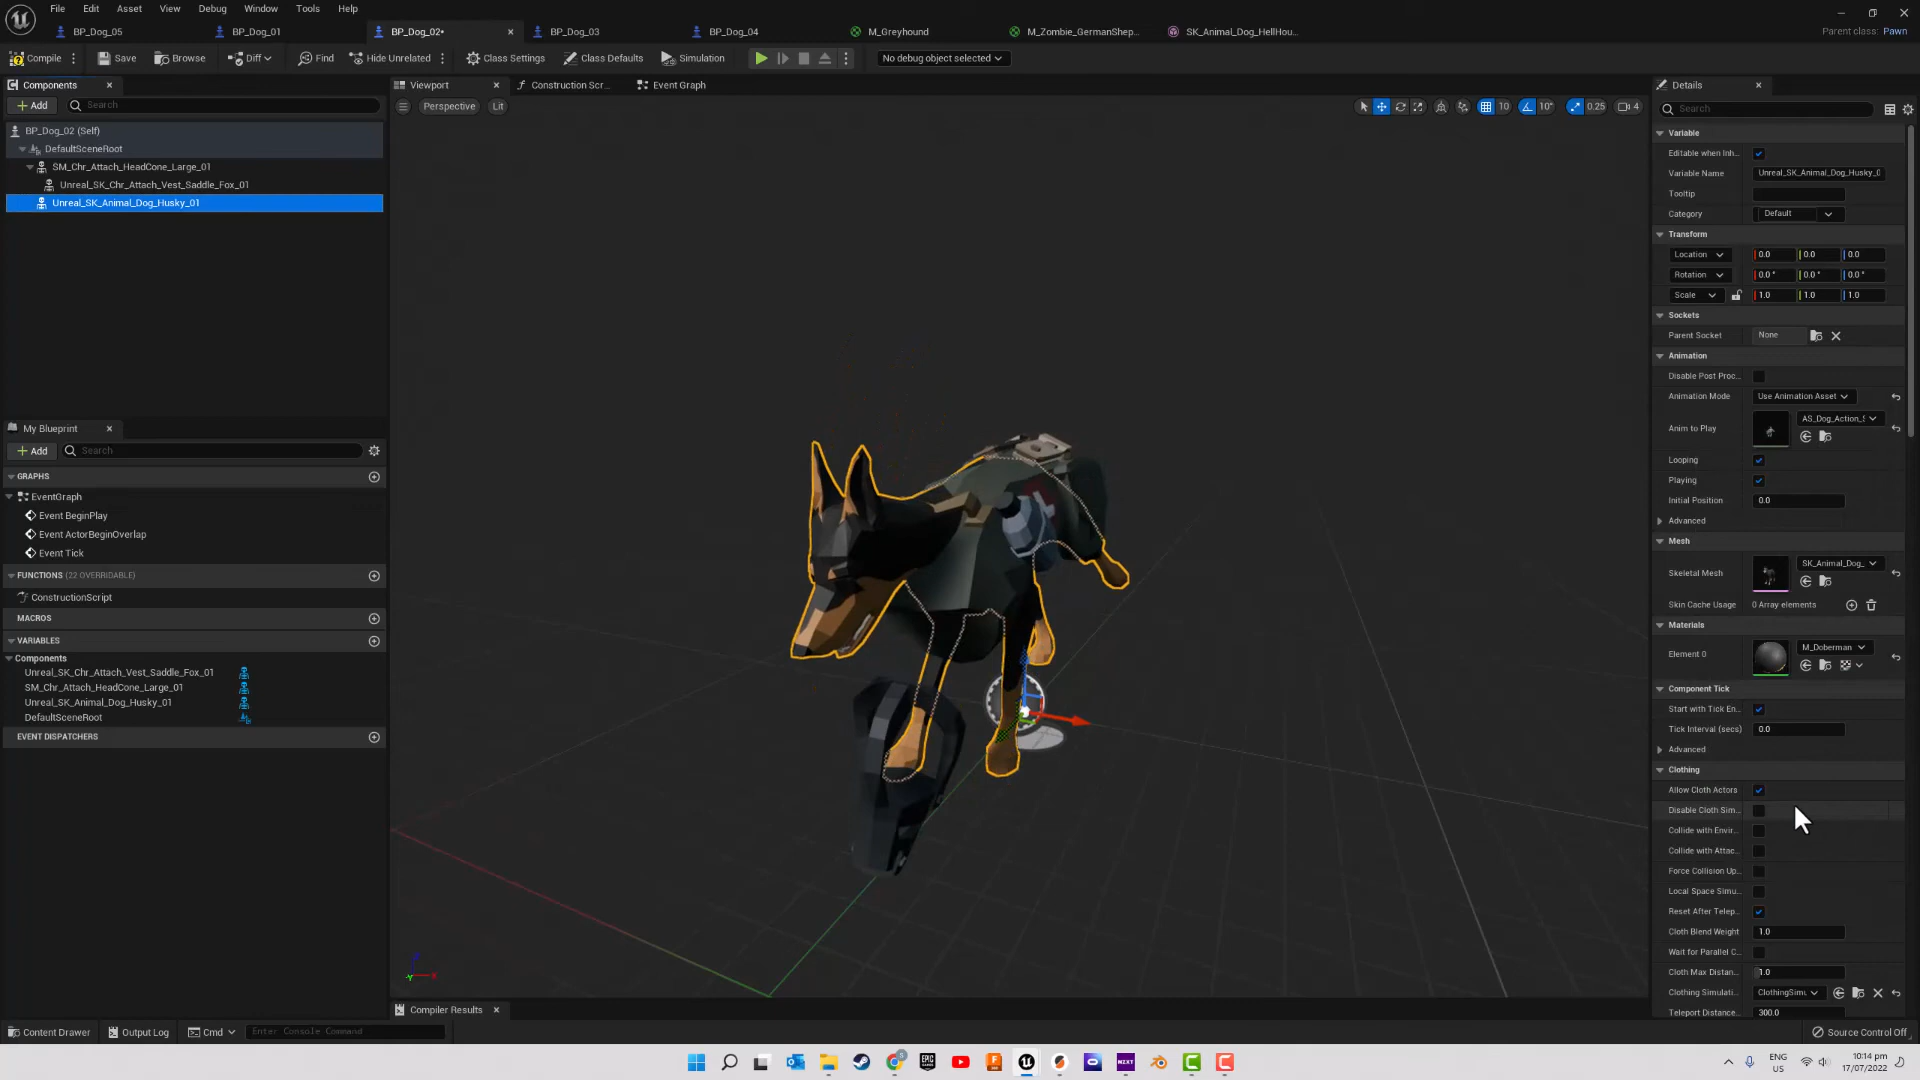 File Edit Asset View Debug Window Tools Help
BP_Dog_05 BP_Dog_01 BP_Dog_02• BP_Dog_03 BP_Dog_04 M_Greyhound M_Zombie_GermanShep... SK_Animal_Dog_HellHou...
Parent class: Pawn
Compile Save Browse Diff Find Hide Unrelated Class Settings Class Defaults Simulation No debug object selected
Components
Add Search
BP_Dog_02 (Self)
DefaultSceneRoot
SM_Chr_Attach_HeadCone_Large_01
Unreal_SK_Chr_Attach_Vest_Saddle_Fox_01
Unreal_SK_Animal_Dog_Husky_01
My Blueprint
Add Search
GRAPHS
EventGraph
Event BeginPlay
Event ActorBeginOverlap
Event Tick
FUNCTIONS (22 OVERRIDABLE)
ConstructionScript
MACROS
VARIABLES
Components
Unreal_SK_Chr_Attach_Vest_Saddle_Fox_01
SM_Chr_Attach_HeadCone_Large_01
Unreal_SK_Animal_Dog_Husky_01
DefaultSceneRoot
EVENT DISPATCHERS
Viewport Construction Scr... Event Graph
Perspective Lit
10 10° 0.25 4
Compiler Results
Details
Search
Variable
Editable when Inh...
Variable Name Unreal_SK_Animal_Dog_Husky_0
Tooltip
Category Default
Transform
Location 0.0 0.0 0.0
Rotation 0.0 ° 0.0 ° 0.0 °
Scale 1.0 1.0 1.0
Sockets
Parent Socket None
Animation
Disable Post Proc...
Animation Mode Use Animation Asset
Anim to Play AS_Dog_Action_S
Looping
Playing
Initial Position 0.0
Advanced
Mesh
Skeletal Mesh SK_Animal_Dog_
Skin Cache Usage 0 Array elements
Materials
Element 0 M_Doberman
Component Tick
Start with Tick En...
Tick Interval (secs) 0.0
Advanced
Clothing
Allow Cloth Actors
Disable Cloth Sim...
Collide with Envir...
Collide with Attac...
Force Collision Up...
Local Space Simu...
Reset After Telep...
Cloth Blend Weight 1.0
Wait for Parallel C...
Cloth Max Distan... 1.0
Clothing Simulati... ClothingSimu
Teleport Distance... 300.0
Content Drawer Output Log Cmd Enter Console Command
Source Control Off
ENG
US
10:14 pm
17/07/2022